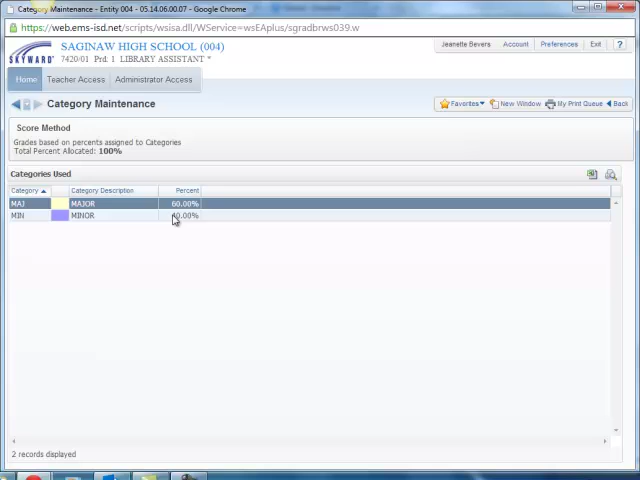 Category Maintenance - Entity 004 - 05.14.06.00.07 - Google Chrome
https://web.ems-isd.net/scripts/wsisa.dll/WService=wsEAplus/sgradbrws039.w
SKYWARD
SAGINAW HIGH SCHOOL (004)
7420/01 Prd: 1 LIBRARY ASSISTANT *
Jeanette Bevers Account Preferences Exit ?
Home Teacher Access Administrator Access
Category Maintenance
Favorites New Window My Print Queue Back
Score Method
Grades based on percents assigned to Categories
Total Percent Allocated: 100%
Categories Used
Category Category Description Percent
MAJ MAJOR 60.00%
MIN MINOR 40.00%
2 records displayed